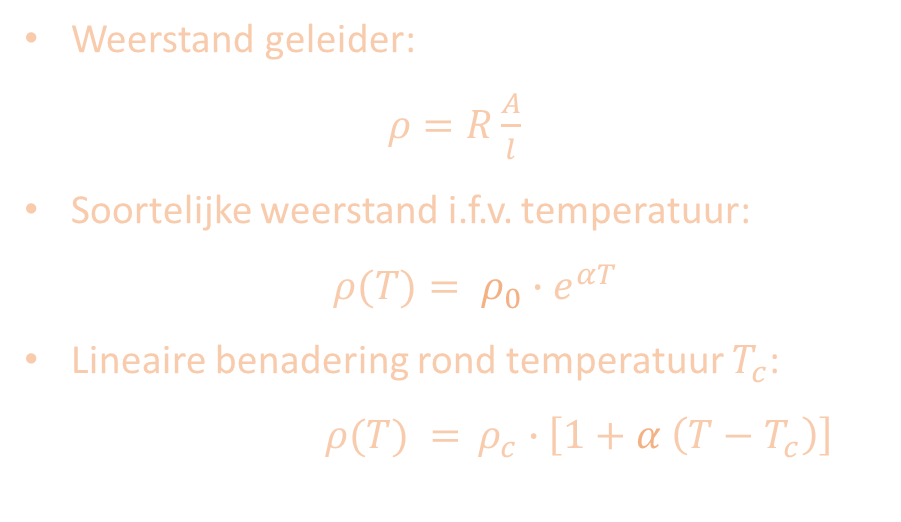 • Weerstand geleider:
ρ = R A/l
• Soortelijke weerstand i.f.v. temperatuur:
ρ(T) = ρ₀ · e^{αT}
• Lineaire benadering rond temperatuur T_c:
ρ(T) = ρ_c · [1 + α (T − T_c)]